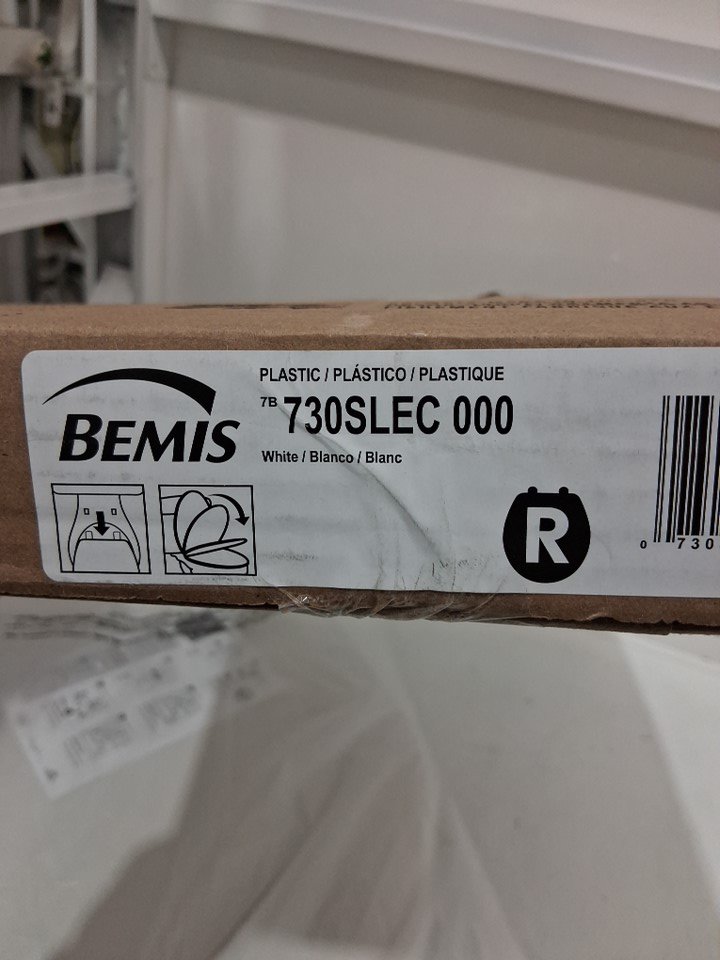 PLASTIC / PLÁSTICO / PLASTIQUE
7B 730SLEC 000
BEMIS
White / Blanco / Blanc
R
0 730